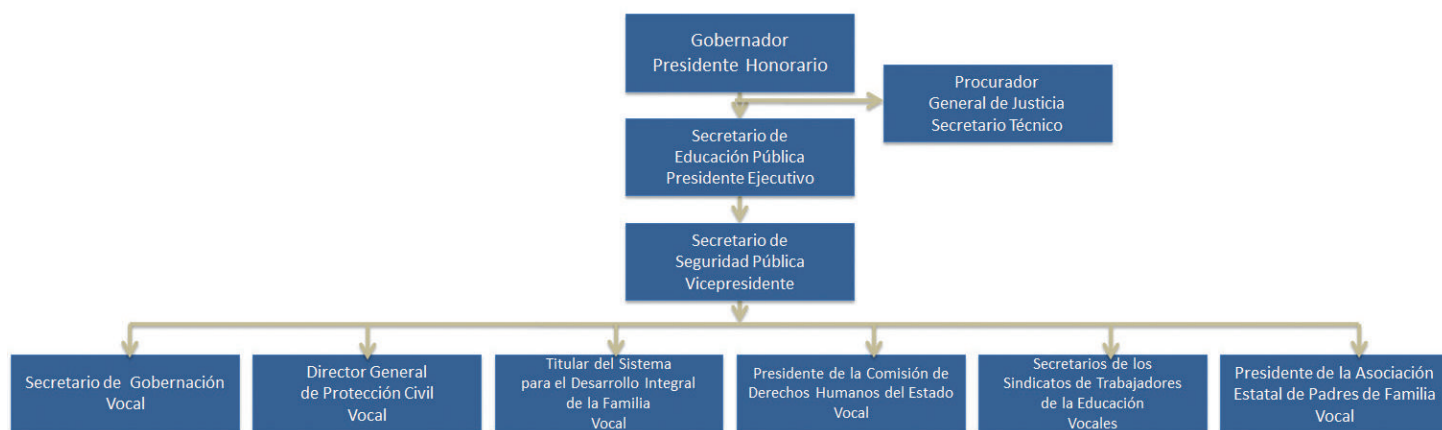 Gobernador
Presidente Honorario
Procurador
General de Justicia
Secretario Técnico
Secretario de
Educación Pública
Presidente Ejecutivo
Secretario de
Seguridad Pública
Vicepresidente
Secretario de Gobernación
Vocal
Director General
de Protección Civil
Vocal
Titular del Sistema
para el Desarrollo Integral
de la Familia
Vocal
Presidente de la Comisión de
Derechos Humanos del Estado
Vocal
Secretarios de los
Sindicatos de Trabajadores
de la Educación
Vocales
Presidente de la Asociación
Estatal de Padres de Familia
Vocal